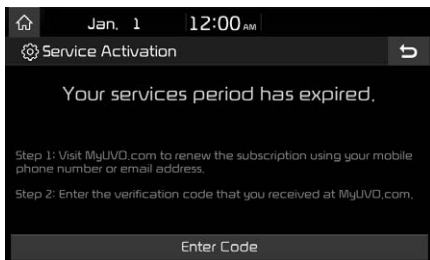 Jan. 1 12:00 AM
Service Activation
Your services period has expired.
Step 1: Visit MyUVO.com to renew the subscription using your mobile
phone number or email address.
Step 2: Enter the verification code that you received at MyUVO.com.
Enter Code